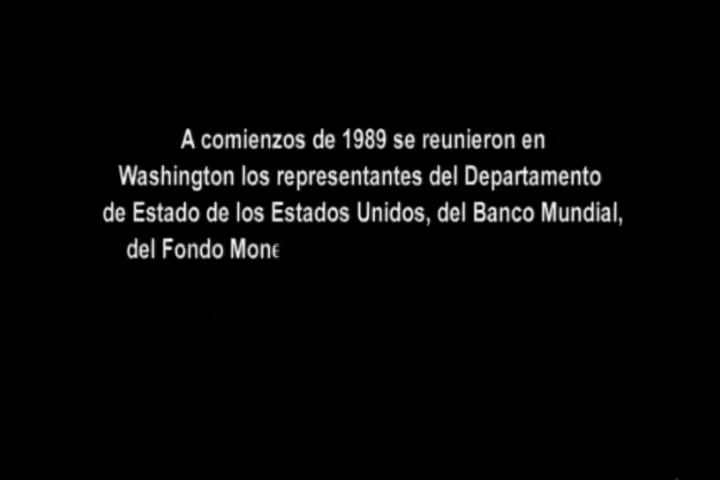 A comienzos de 1989 se reunieron en
Washington los representantes del Departamento
de Estado de los Estados Unidos, del Banco Mundial,
del Fondo Mone